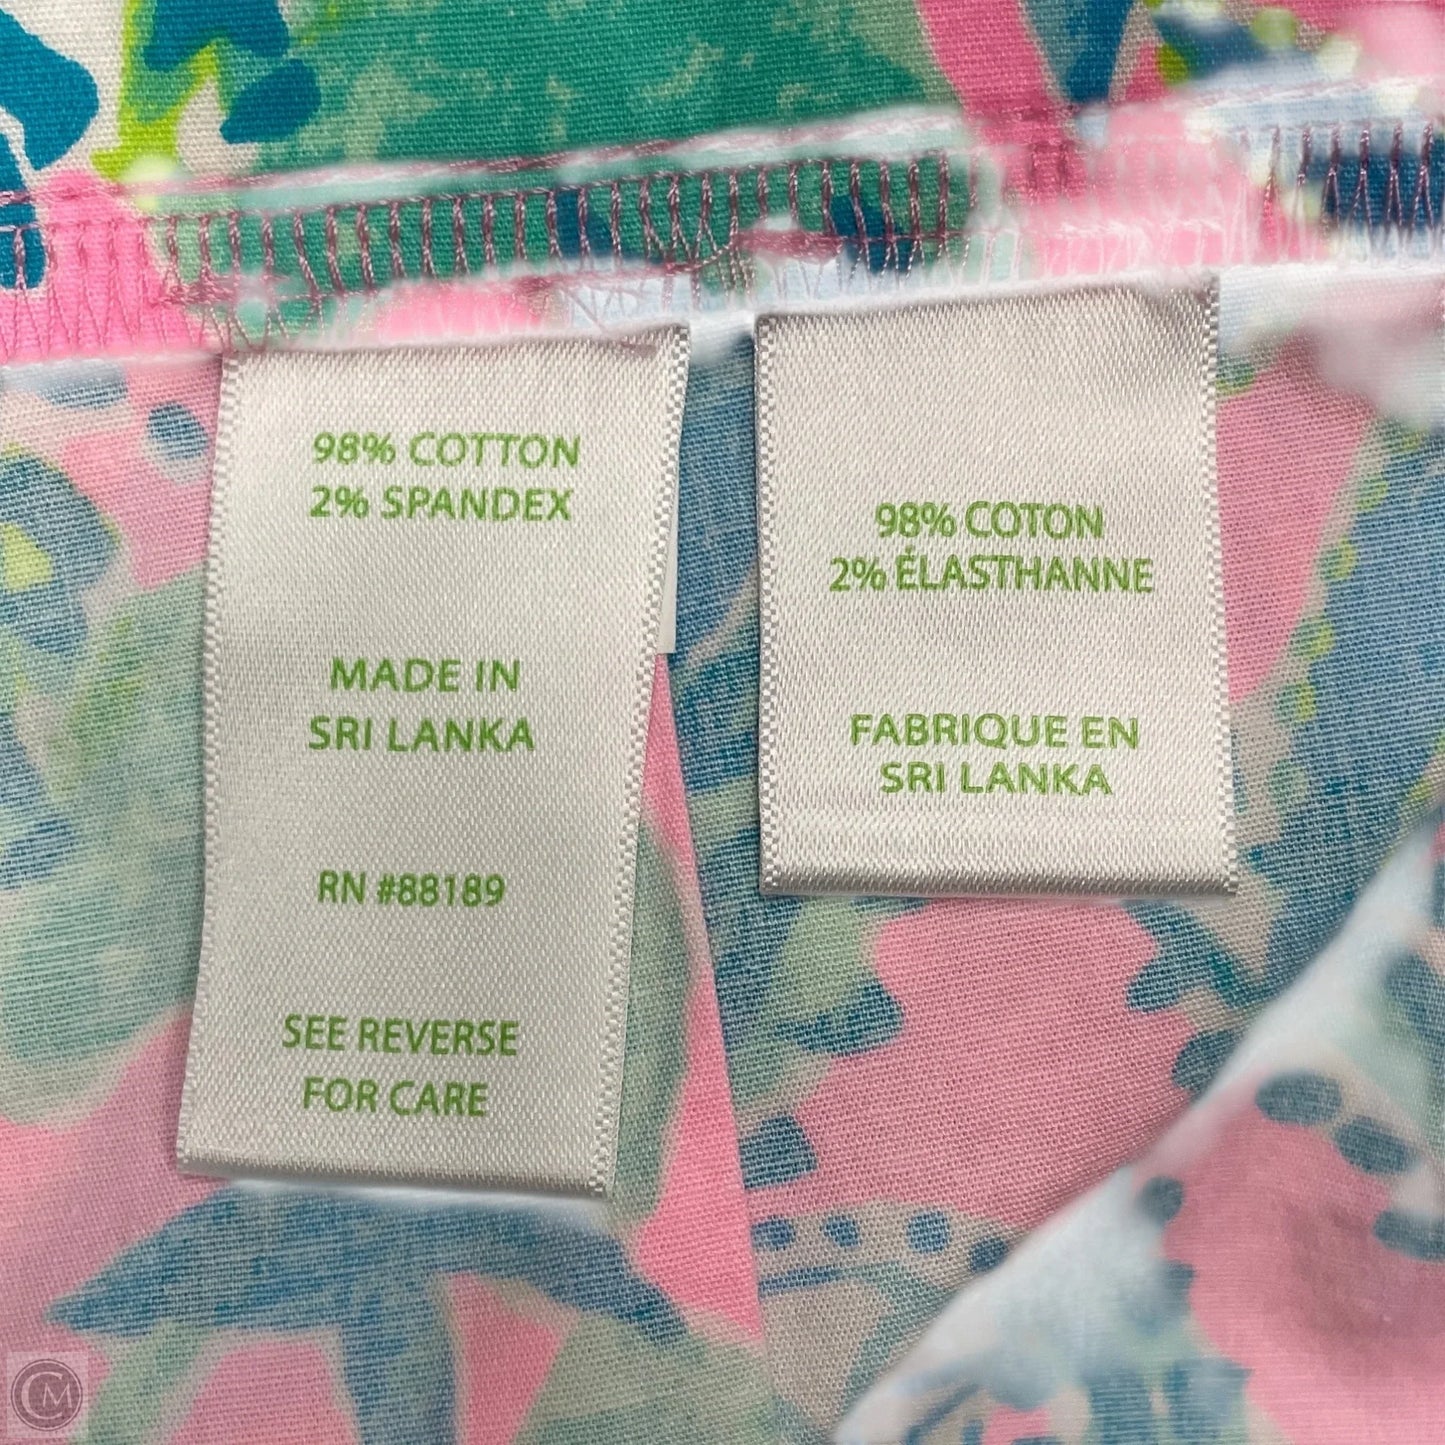 98% COTTON
2% SPANDEX
MADE IN
SRI LANKA
RN #88189
SEE REVERSE
FOR CARE
98% COTON
2% ÉLASTHANNE
FABRIQUE EN
SRI LANKA
CM